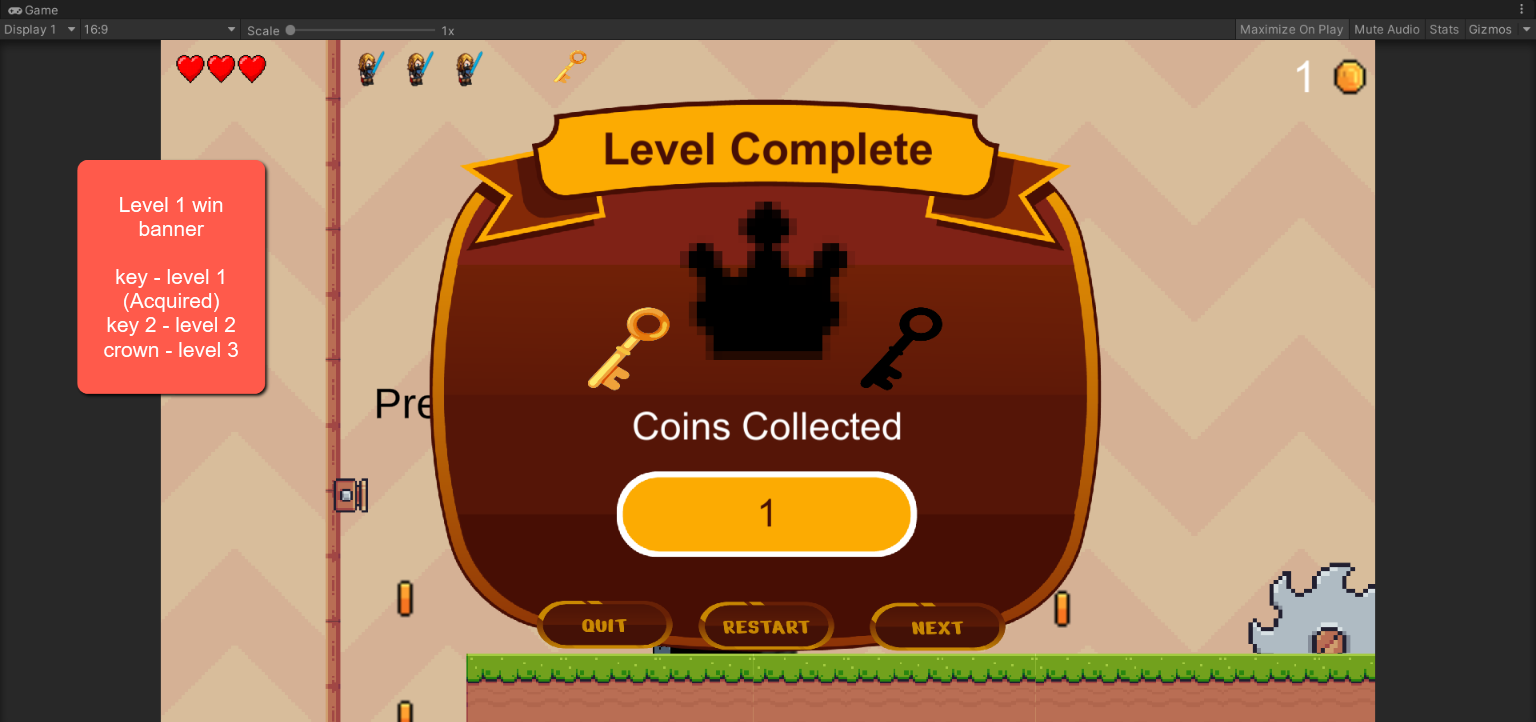 Game
Display 1 16:9 Scale 1x Maximize On Play Mute Audio Stats Gizmos
1
Level Complete
Level 1 win
banner
key - level 1
(Acquired)
key 2 - level 2
crown - level 3
Pre
Coins Collected
1
QUIT RESTART NEXT